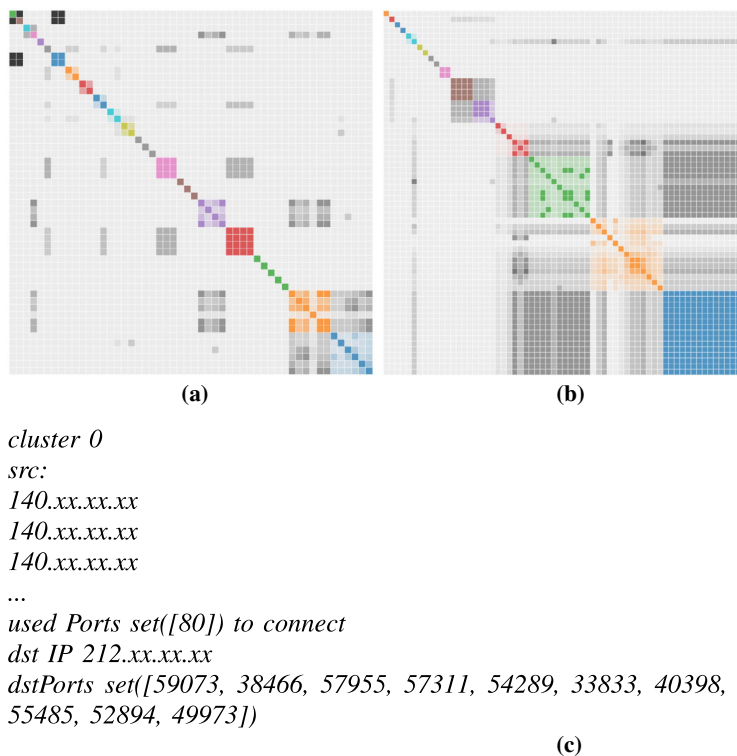 (a)
(b)
cluster 0
src:
140.xx.xx.xx
140.xx.xx.xx
140.xx.xx.xx
...
used Ports set([80]) to connect
dst IP 212.xx.xx.xx
dstPorts set([59073, 38466, 57955, 57311, 54289, 33833, 40398,
55485, 52894, 49973])
(c)